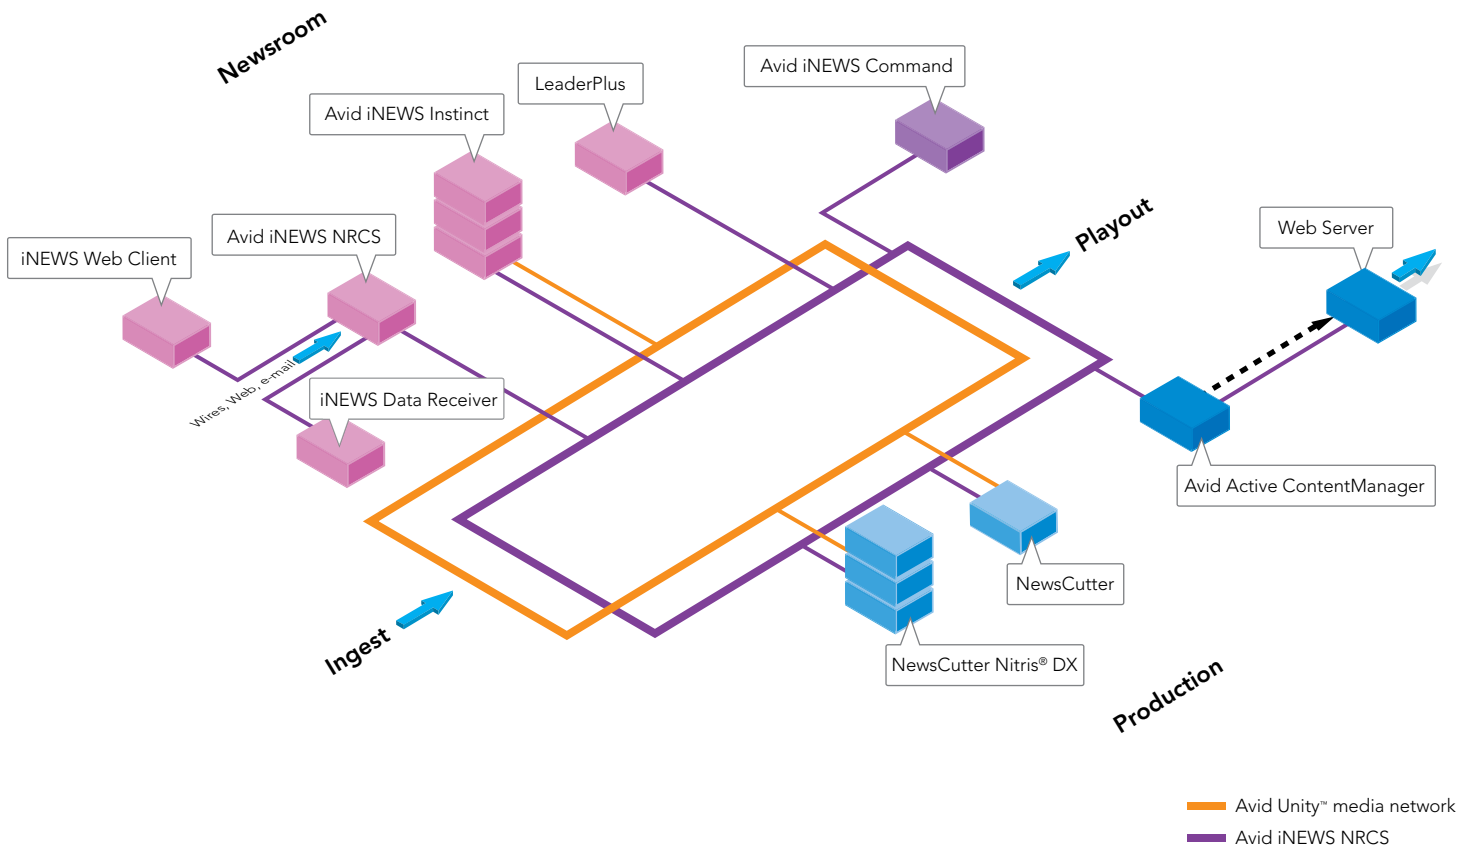 Newsroom
Avid iNEWS Command
LeaderPlus
Avid iNEWS Instinct
Playout
Web Server
Avid iNEWS NRCS
iNEWS Web Client
Wires, Web, e-mail
iNEWS Data Receiver
Avid Active ContentManager
NewsCutter
Ingest
NewsCutter Nitris® DX
Production
Avid Unity™ media network
Avid iNEWS NRCS